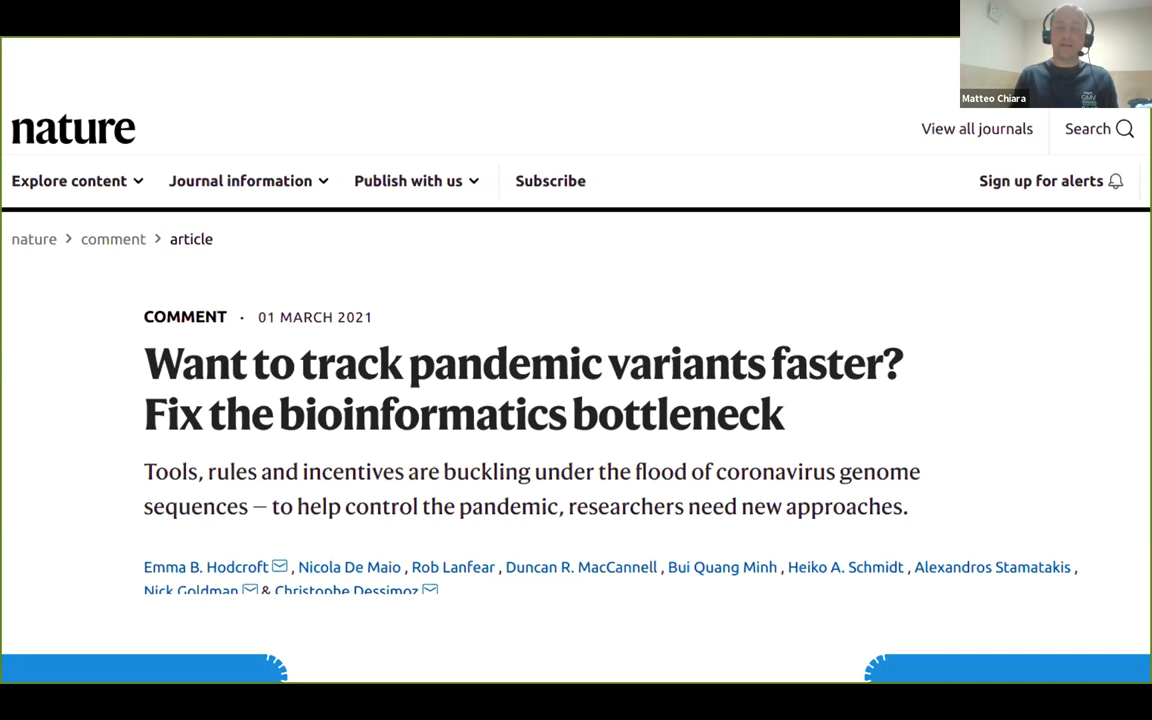 Matteo Chiara
nature
View all journals
Search
Explore content
Journal information
Publish with us
Subscribe
Sign up for alerts
nature > comment > article
COMMENT · 01 MARCH 2021
Want to track pandemic variants faster?
Fix the bioinformatics bottleneck
Tools, rules and incentives are buckling under the flood of coronavirus genome
sequences — to help control the pandemic, researchers need new approaches.
Emma B. Hodcroft , Nicola De Maio , Rob Lanfear , Duncan R. MacCannell , Bui Quang Minh , Heiko A. Schmidt , Alexandros Stamatakis ,
Nick Goldman & Christophe Dessimoz